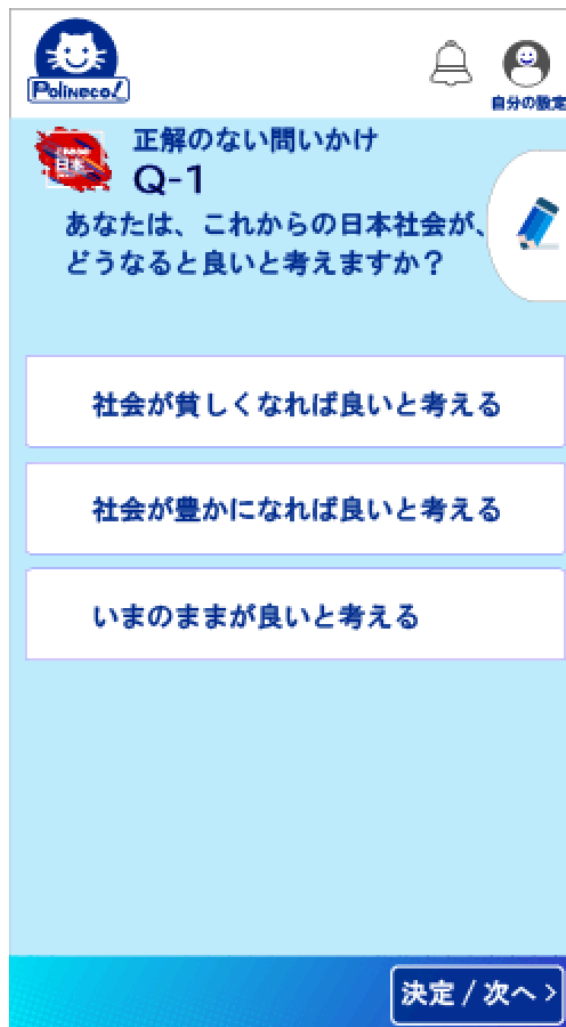 Polineco!
自分の設定
日本
正解のない問いかけ
Q-1
あなたは、これからの日本社会が、
どうなると良いと考えますか？
社会が貧しくなれば良いと考える
社会が豊かになれば良いと考える
いまのままが良いと考える
決定 / 次へ >